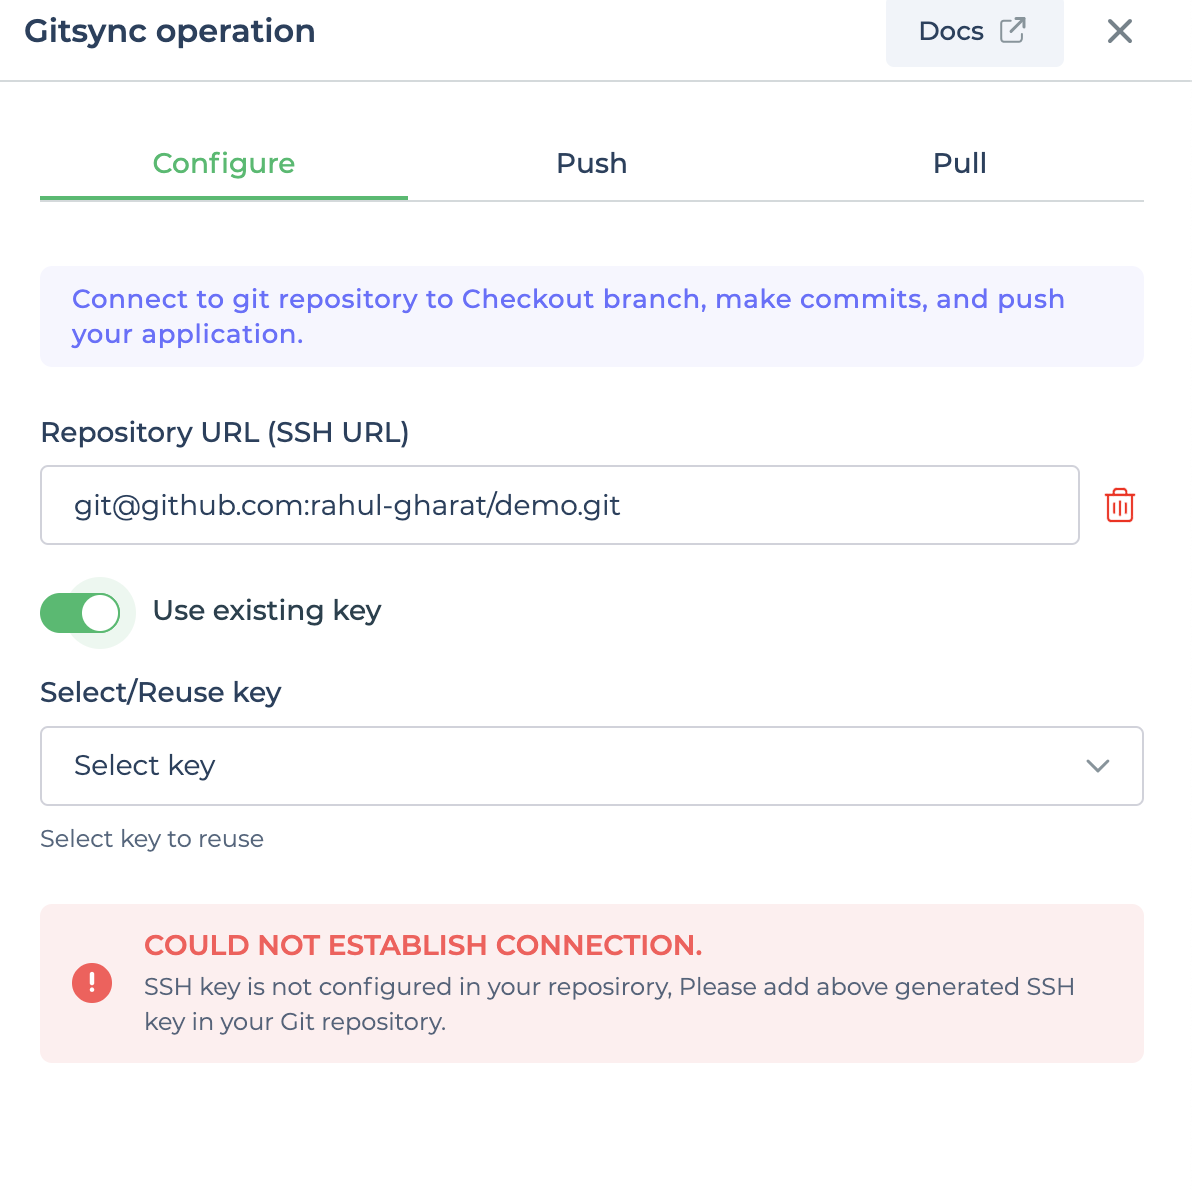 Gitsync operation
Docs
Configure
Push
Pull
Connect to git repository to Checkout branch, make commits, and push
your application.
Repository URL (SSH URL)
git@github.com:rahul-gharat/demo.git
Use existing key
Select/Reuse key
Select key
Select key to reuse
COULD NOT ESTABLISH CONNECTION.
SSH key is not configured in your reposirory, Please add above generated SSH
key in your Git repository.